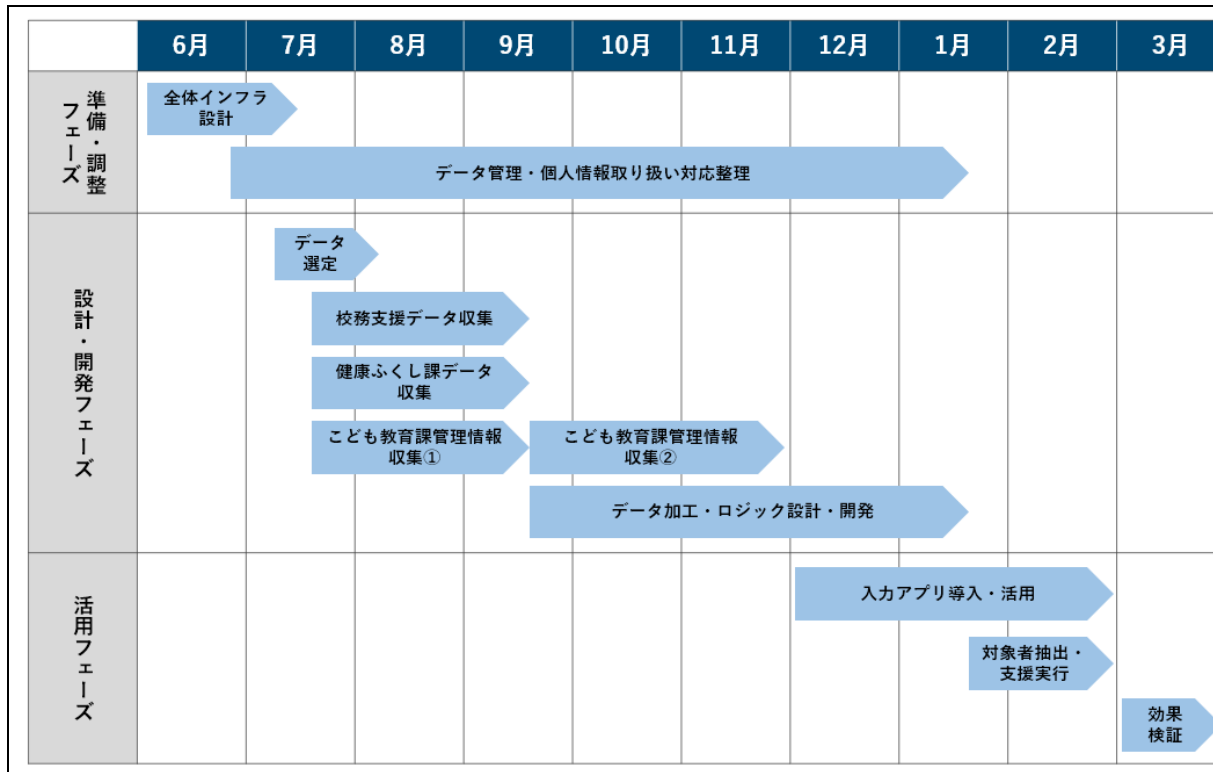 6月 7月 8月 9月 10月 11月 12月 1月 2月 3月
準備・調整
フェーズ
全体インフラ
設計
データ管理・個人情報取り扱い対応整理
設計・開発フェーズ
データ
選定
校務支援データ収集
健康ふくし課データ
収集
こども教育課管理情報
収集①
こども教育課管理情報
収集②
データ加工・ロジック設計・開発
活用フェーズ
入力アプリ導入・活用
対象者抽出・
支援実行
効果
検証